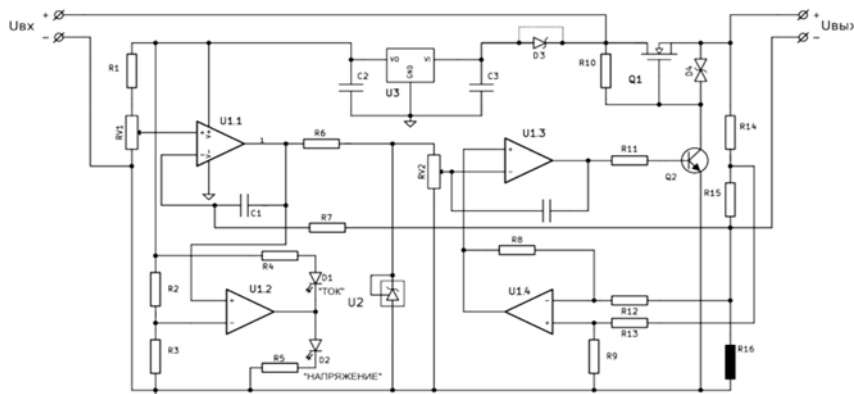 + +
Uвх Uвых
− −
D3
R10
Q1
D4
R1
C2
VO VI
GND
U3
C3
RV1
U1.1
+
V+
−
V-
1
R6
RV2
U1.3
+
−
R11
Q2
R14
R15
C1
R7
R4
R8
D1
"ТОК"
R2
U1.2
+
−
U2
U1.4
−
+
R12
R13
R3
R5
D2
"НАПРЯЖЕНИЕ"
R9
R16